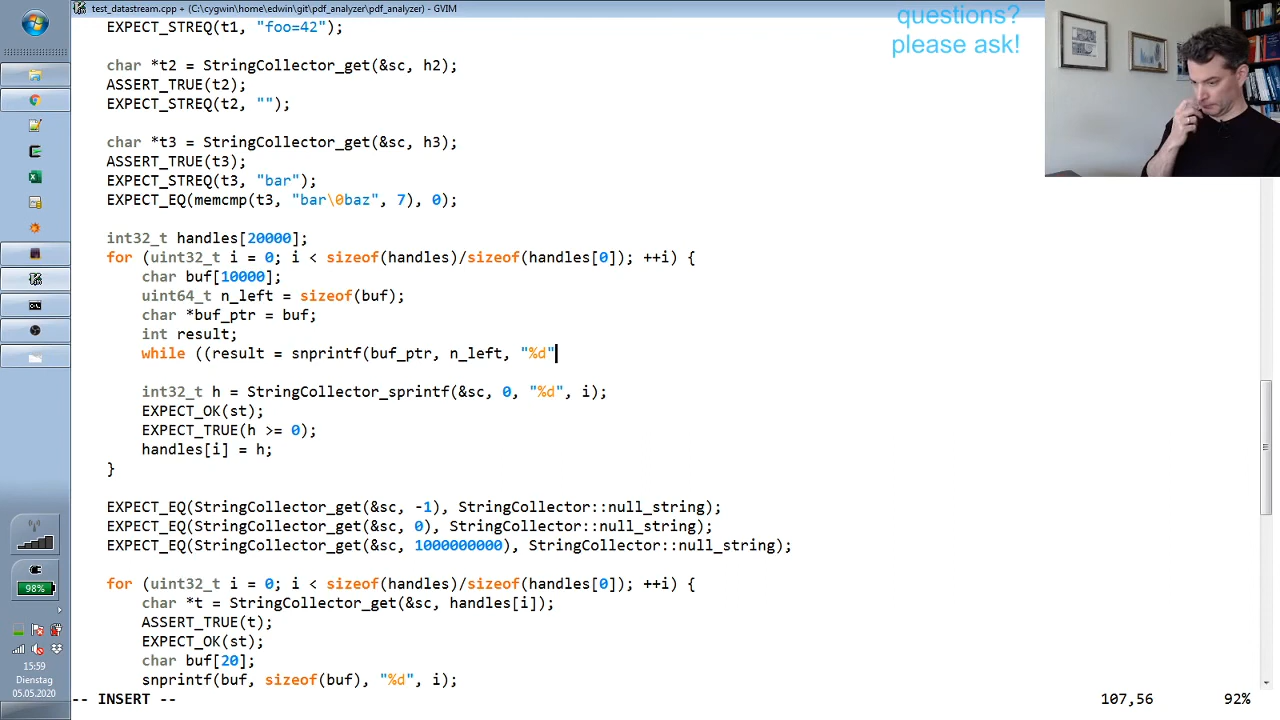 test_datastream.cpp + (C:\cygwin\home\edwin\git\pdf_analyzer\pdf_analyzer) - GVIM
questions?
please ask!
EXPECT_STREQ(t1, "foo=42");
char *t2 = StringCollector_get(&sc, h2);
ASSERT_TRUE(t2);
EXPECT_STREQ(t2, "");
char *t3 = StringCollector_get(&sc, h3);
ASSERT_TRUE(t3);
EXPECT_STREQ(t3, "bar");
EXPECT_EQ(memcmp(t3, "bar\0baz", 7), 0);
int32_t handles[20000];
for (uint32_t i = 0; i < sizeof(handles)/sizeof(handles[0]); ++i) {
char buf[10000];
uint64_t n_left = sizeof(buf);
char *buf_ptr = buf;
int result;
while ((result = snprintf(buf_ptr, n_left, "%d"
int32_t h = StringCollector_sprintf(&sc, 0, "%d", i);
EXPECT_OK(st);
EXPECT_TRUE(h >= 0);
handles[i] = h;
}
EXPECT_EQ(StringCollector_get(&sc, -1), StringCollector::null_string);
EXPECT_EQ(StringCollector_get(&sc, 0), StringCollector::null_string);
EXPECT_EQ(StringCollector_get(&sc, 1000000000), StringCollector::null_string);
for (uint32_t i = 0; i < sizeof(handles)/sizeof(handles[0]); ++i) {
char *t = StringCollector_get(&sc, handles[i]);
ASSERT_TRUE(t);
EXPECT_OK(st);
char buf[20];
snprintf(buf, sizeof(buf), "%d", i);
-- INSERT --
107,56
92%
98%
15:59
Dienstag
05.05.2020